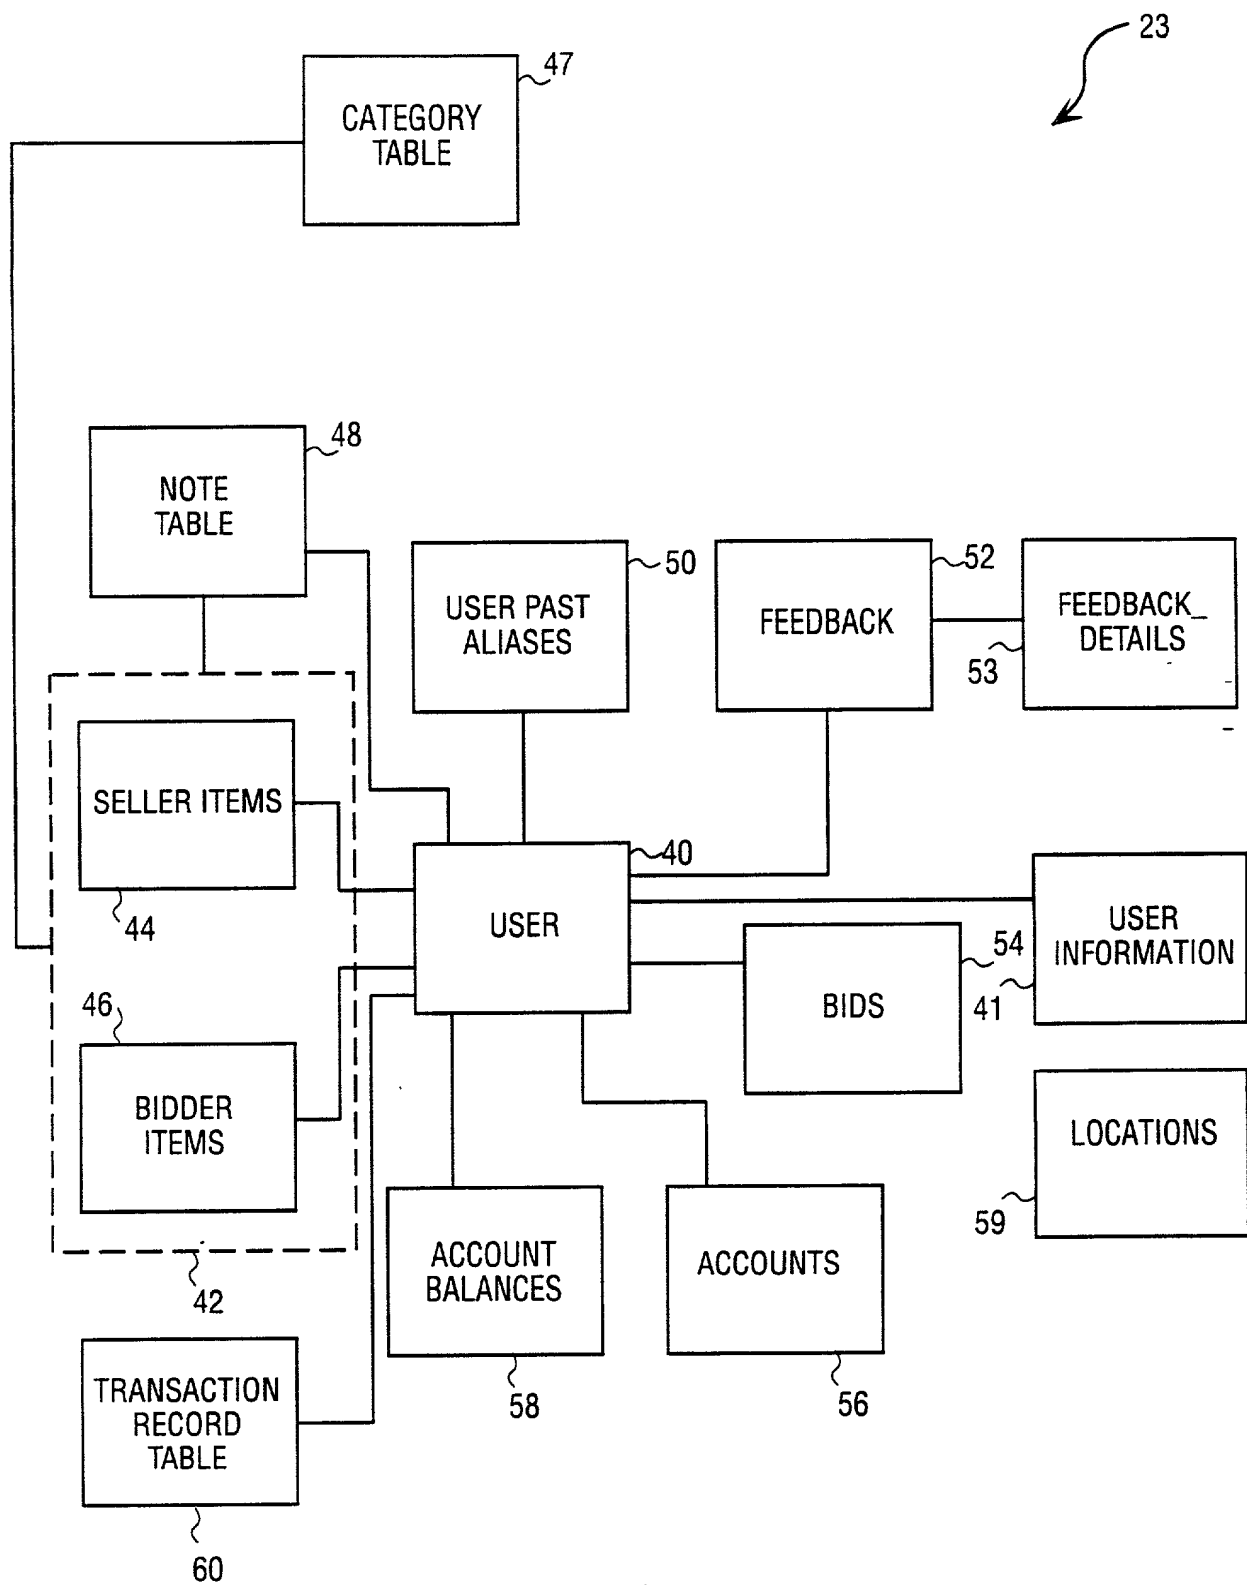 23
47
CATEGORY
TABLE
48
NOTE
TABLE
50
USER PAST
ALIASES
52
FEEDBACK
53
FEEDBACK
DETAILS
SELLER ITEMS
44
40
USER
54
BIDS
41
USER
INFORMATION
46
BIDDER
ITEMS
42
LOCATIONS
59
ACCOUNT
BALANCES
58
ACCOUNTS
56
TRANSACTION
RECORD
TABLE
60